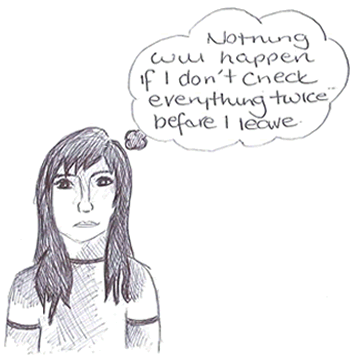 Nothing
will happen
if I don't check
everything twice
before I leave.